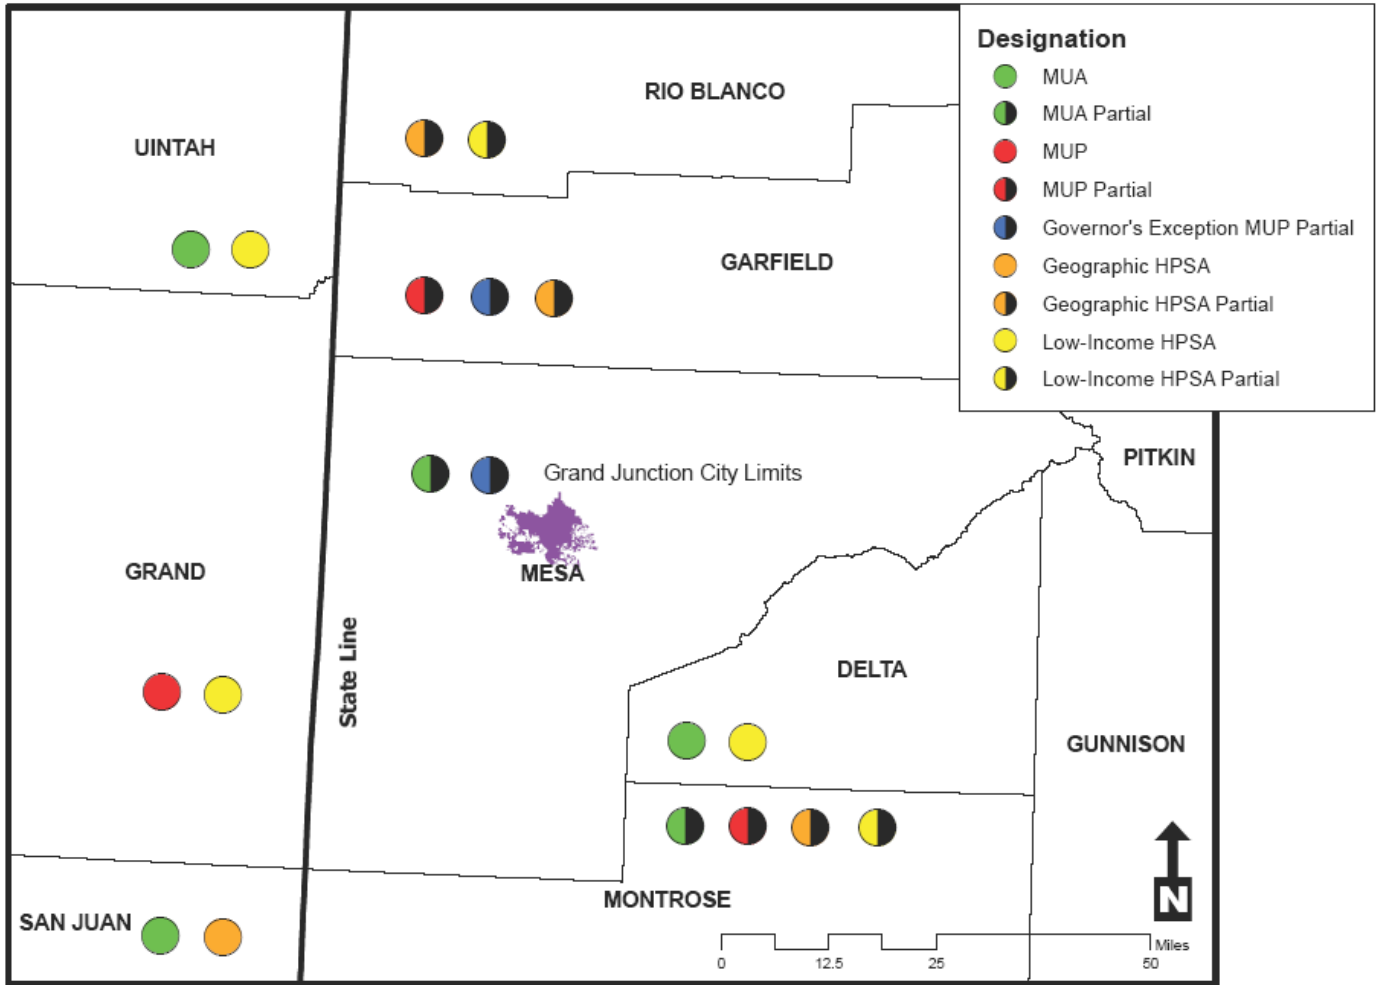 Designation
MUA
MUA Partial
MUP
MUP Partial
Governor's Exception MUP Partial
Geographic HPSA
Geographic HPSA Partial
Low-Income HPSA
Low-Income HPSA Partial
RIO BLANCO
UINTAH
GARFIELD
PITKIN
Grand Junction City Limits
GRAND
MESA
State Line
DELTA
GUNNISON
MONTROSE
SAN JUAN
N
Miles
0 12.5 25 50